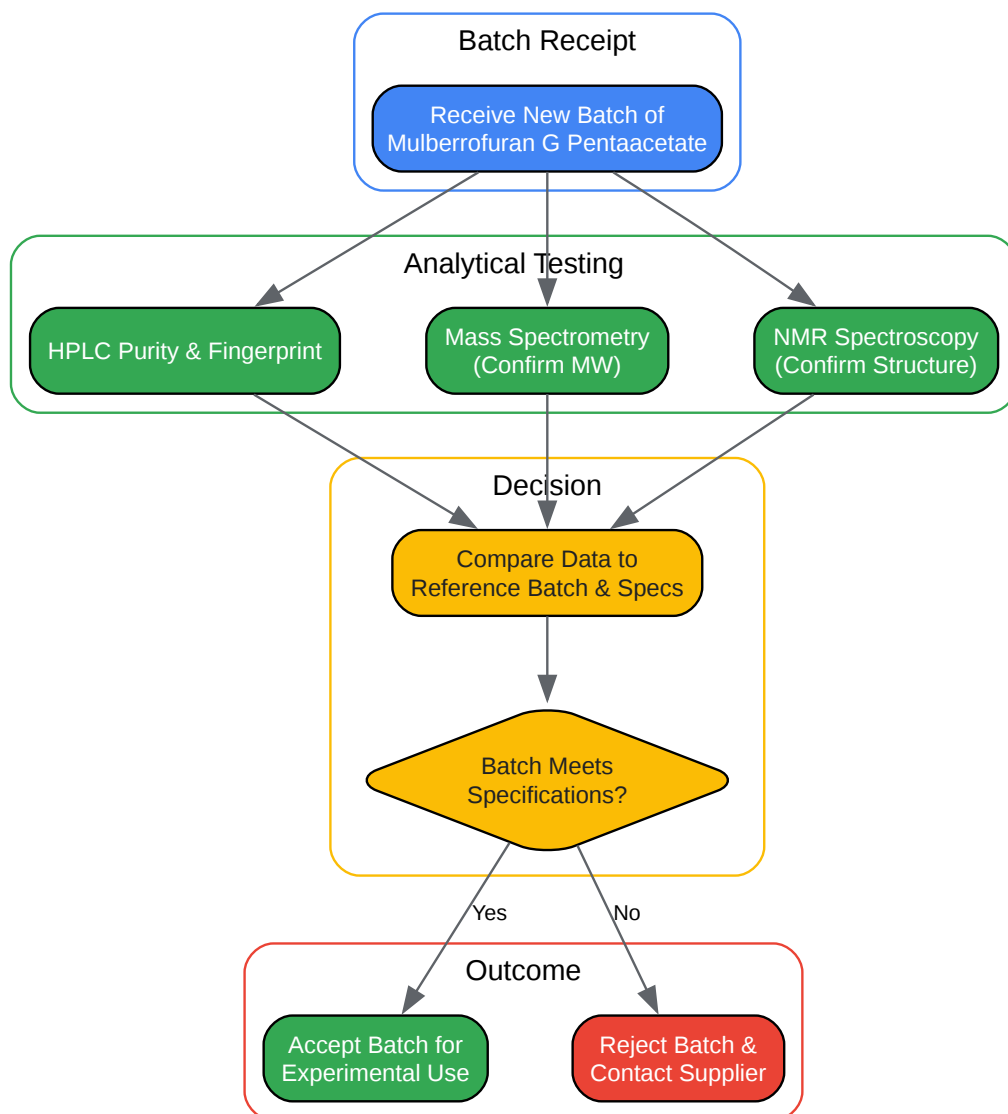 Batch Receipt
Receive New Batch of
Mulberrofuran G Pentaacetate
Analytical Testing
HPLC Purity & Fingerprint
Mass Spectrometry
(Confirm MW)
NMR Spectroscopy
(Confirm Structure)
Decision
Compare Data to
Reference Batch & Specs
Batch Meets
Specifications?
Yes
No
Outcome
Accept Batch for
Experimental Use
Reject Batch &
Contact Supplier